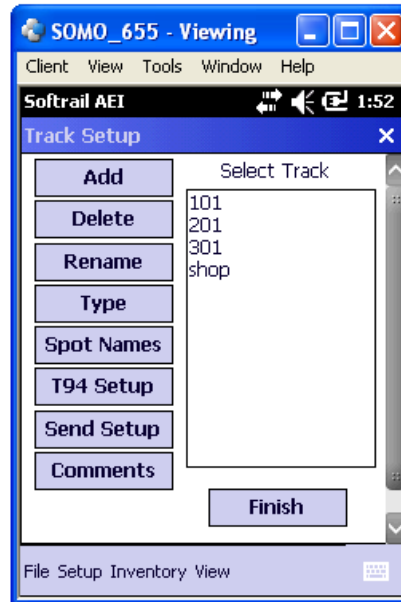 SOMO_655 - Viewing
Client View Tools Window Help
Softrail AEI 1:52
Track Setup
Select Track
Add
Delete
Rename
Type
Spot Names
T94 Setup
Send Setup
Comments
101
201
301
shop
Finish
File Setup Inventory View